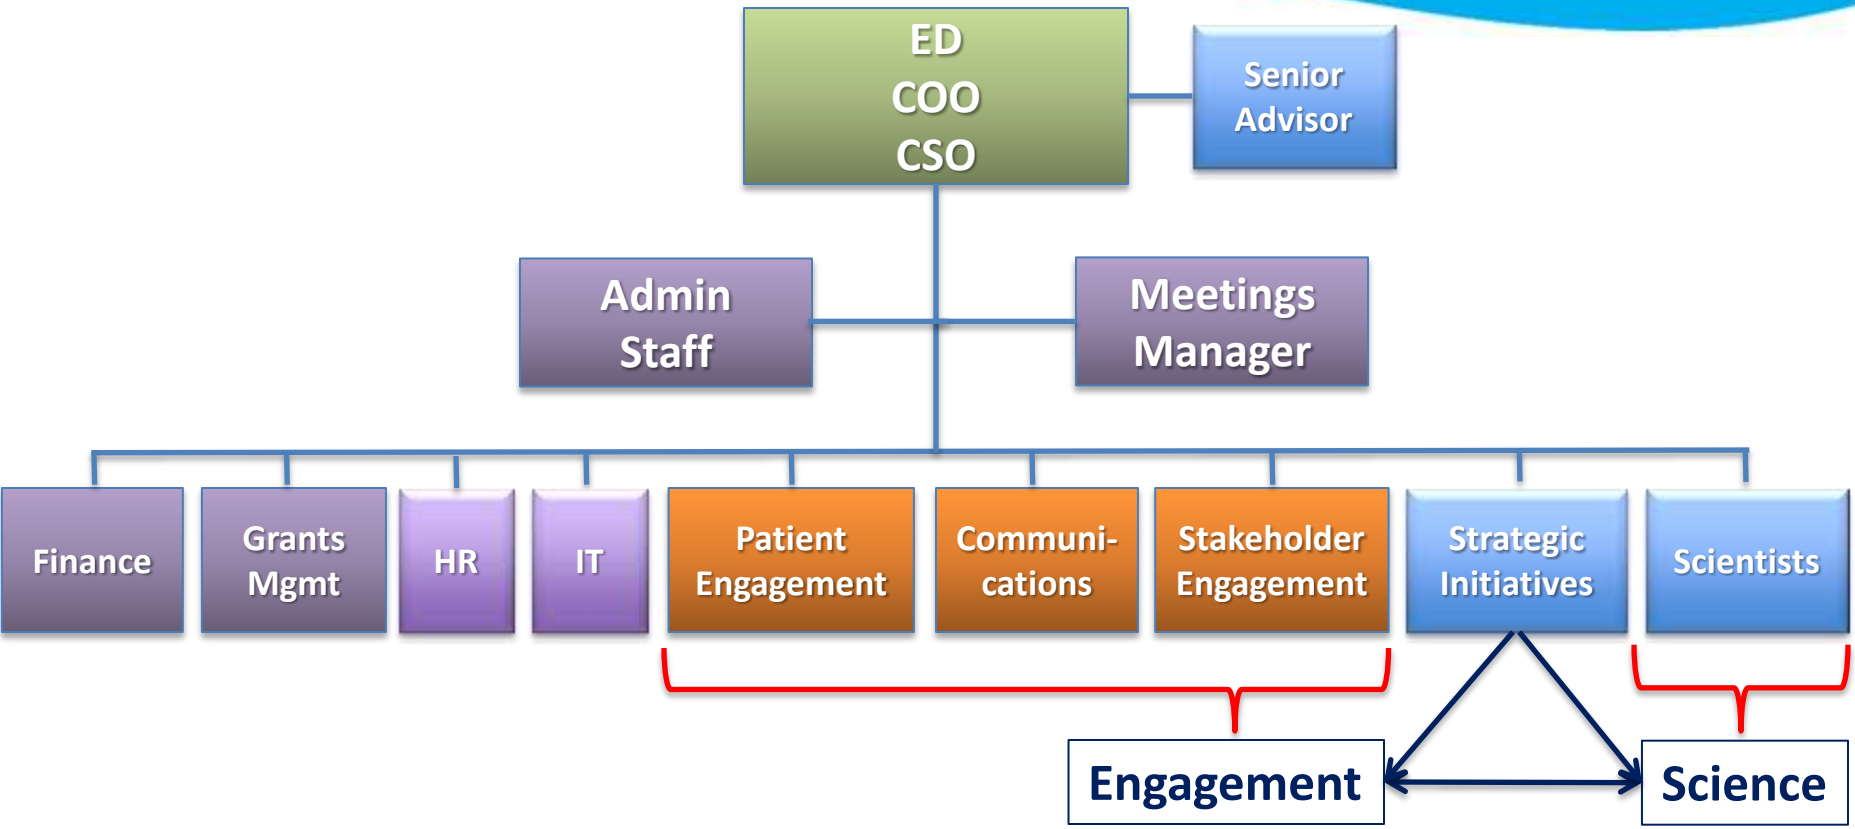 ED
COO
CSO
Senior
Advisor
Admin
Staff
Meetings
Manager
Finance
Grants
Mgmt
HR
IT
Patient
Engagement
Communi-
cations
Stakeholder
Engagement
Strategic
Initiatives
Scientists
Engagement
Science